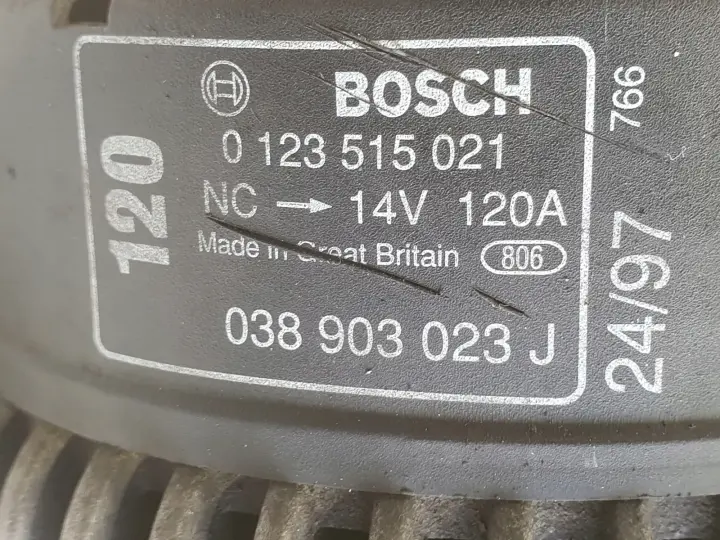 BOSCH
0 123 515 021
NC → 14V 120A
Made in Great Britain 806
038 903 023 J
120
24/97
766